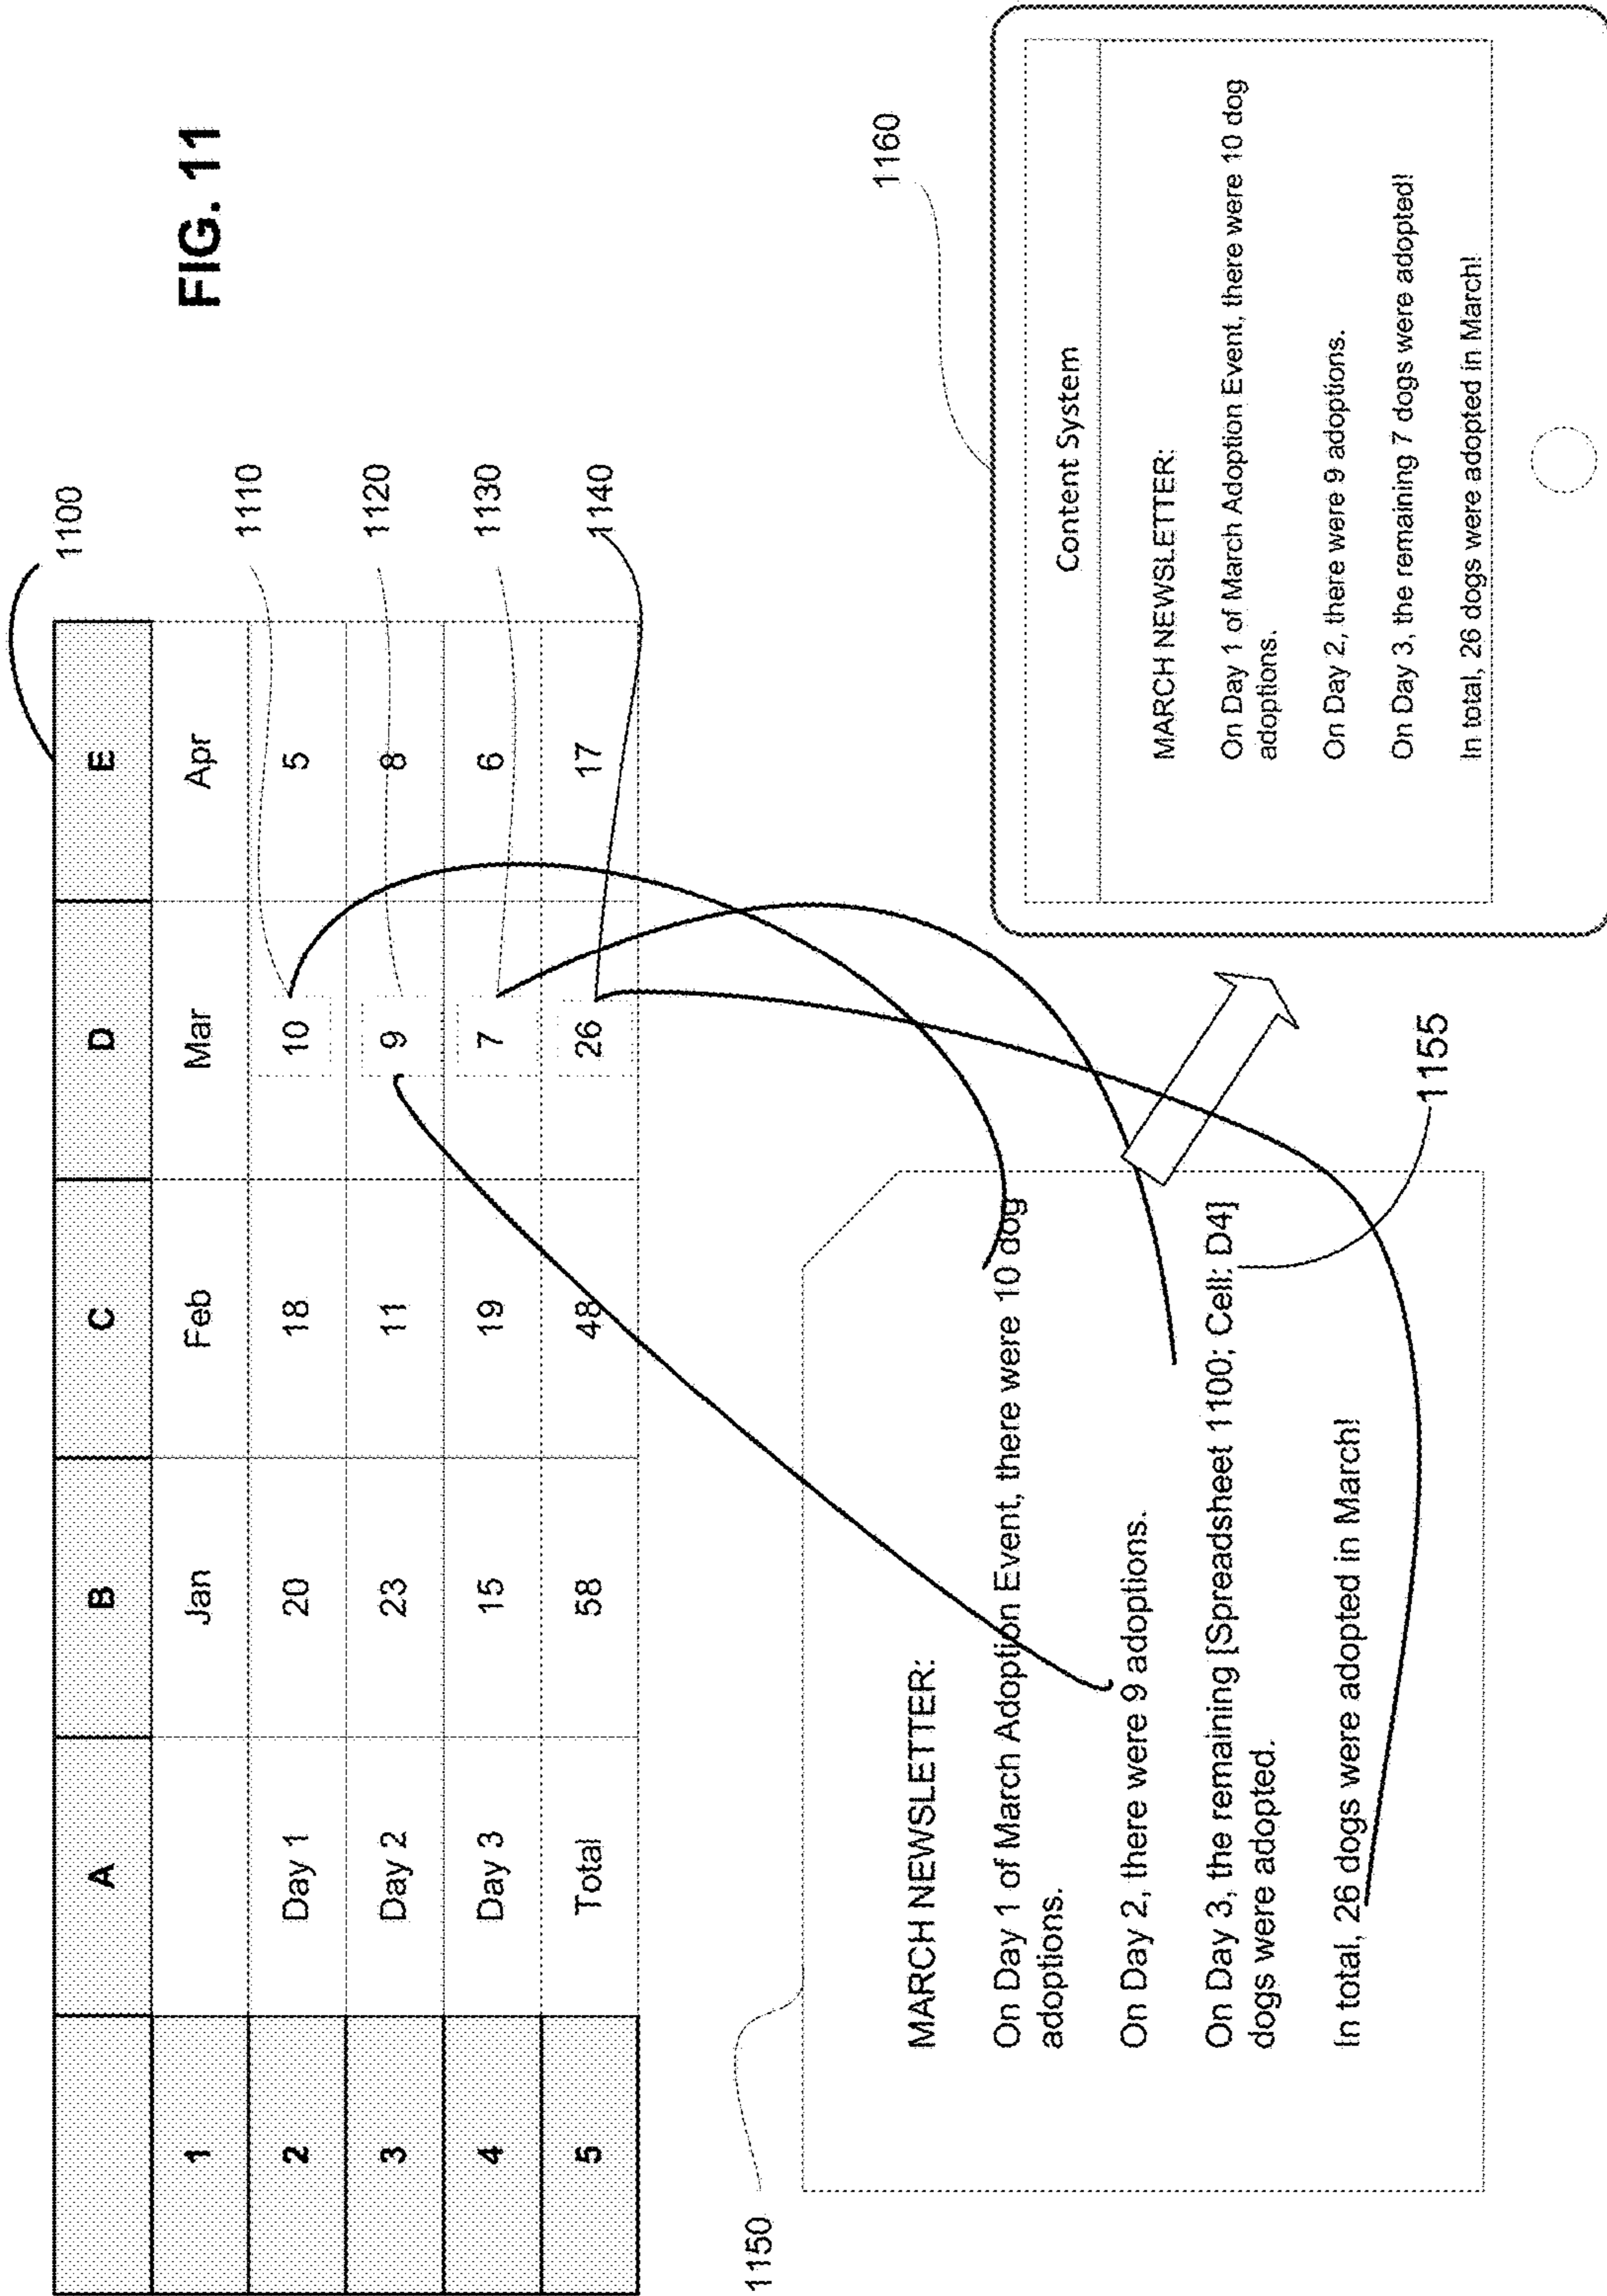 FIG. 11
1100
A B C D E
1 Jan Feb Mar Apr
2 Day 1 20 18 10 5
3 Day 2 23 11 9 8
4 Day 3 15 19 7 6
5 Total 58 48 26 17
1110
1120
1130
1140
1150
MARCH NEWSLETTER:
On Day 1 of March Adoption Event, there were 10 dog
adoptions.
On Day 2, there were 9 adoptions.
On Day 3, the remaining [Spreadsheet 1100; Cell: D4]
dogs were adopted.
In total, 26 dogs were adopted in March!
1155
1160
Content System
MARCH NEWSLETTER:
On Day 1 of March Adoption Event, there were 10 dog
adoptions.
On Day 2, there were 9 adoptions.
On Day 3, the remaining 7 dogs were adopted!
In total, 26 dogs were adopted in March!